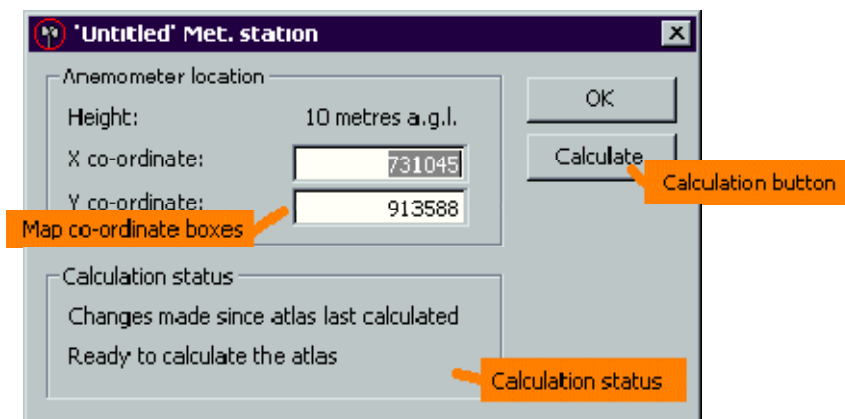 'Untitled' Met. station
Anemometer location
Height: 10 metres a.g.l.
X co-ordinate: 731045
Y co-ordinate: 913588
OK
Calculate
Calculation button
Map co-ordinate boxes
Calculation status
Changes made since atlas last calculated
Ready to calculate the atlas
Calculation status